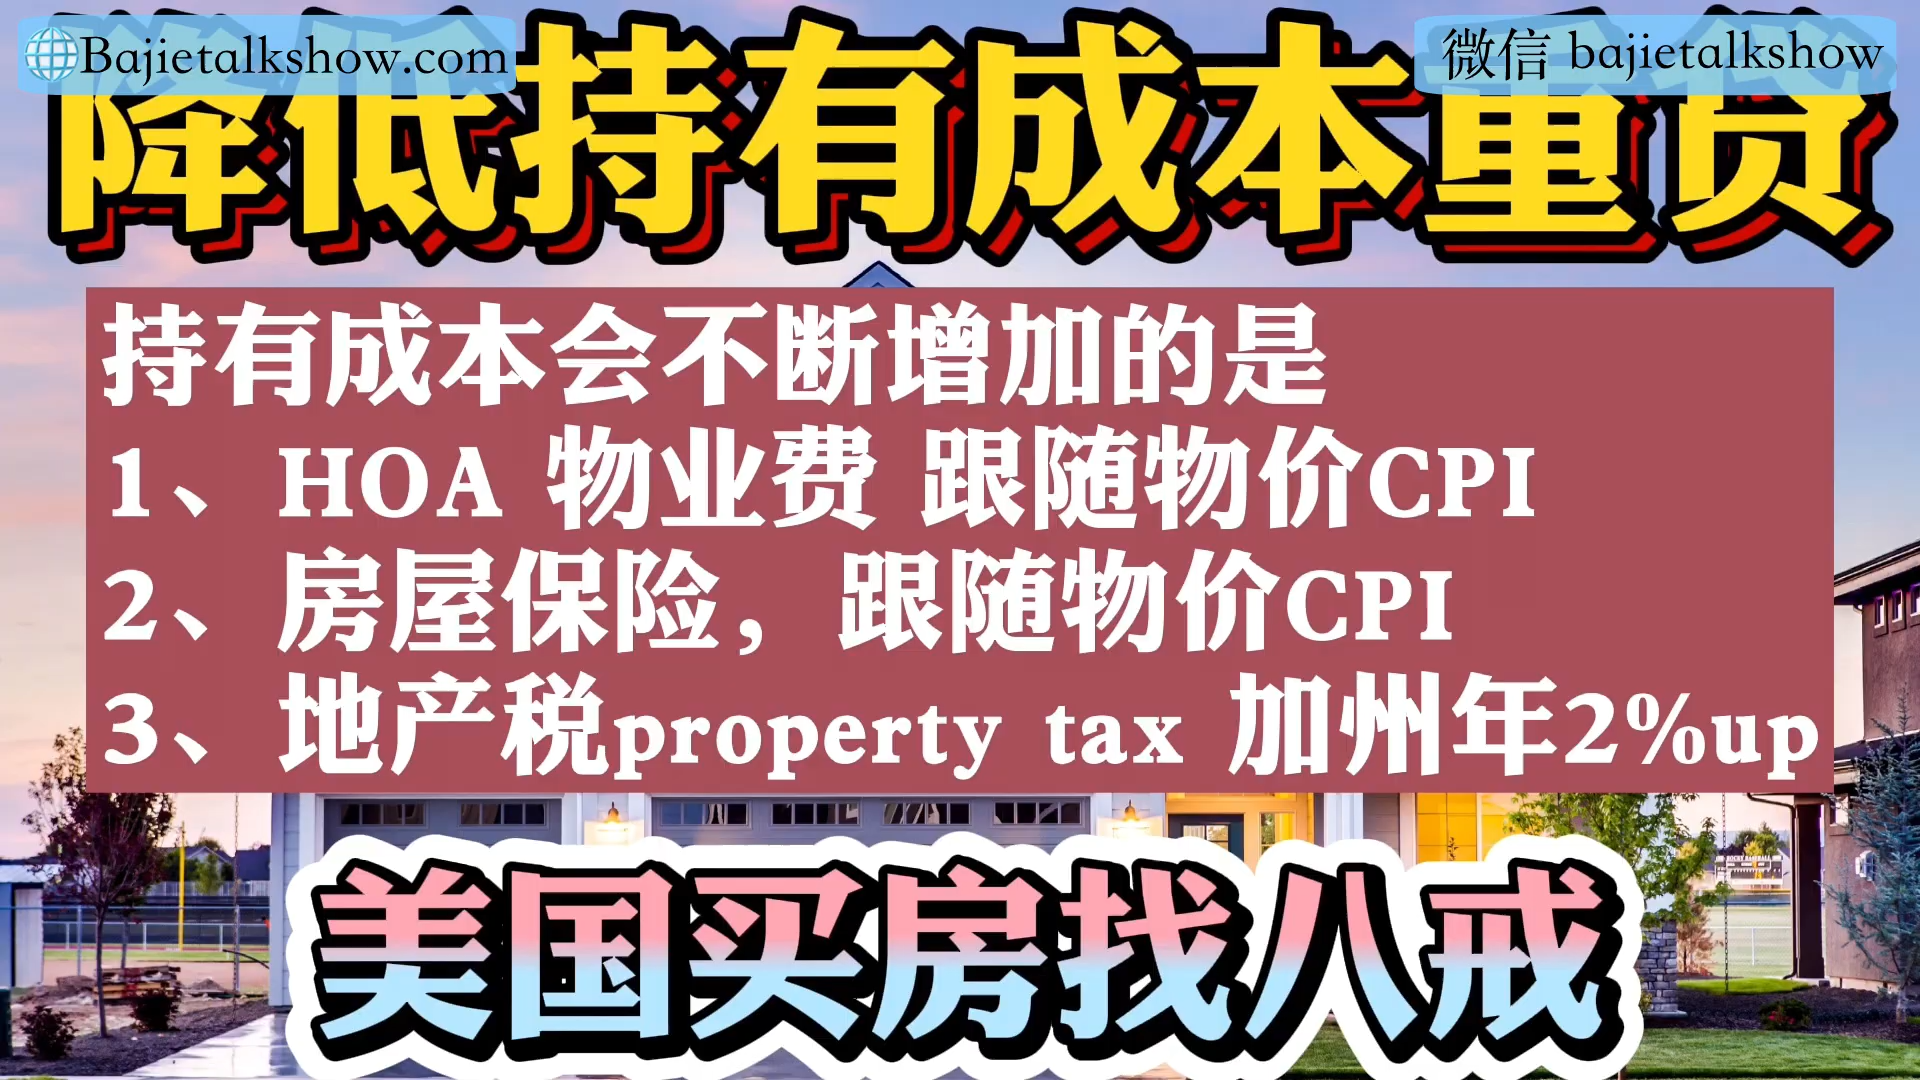 Bajietalkshow.com
微信 bajietalkshow
降低持有成本重贷
持有成本会不断增加的是
1、HOA 物业费 跟随物价CPI
2、房屋保险，跟随物价CPI
3、地产税property tax 加州年2%up
美国买房找八戒